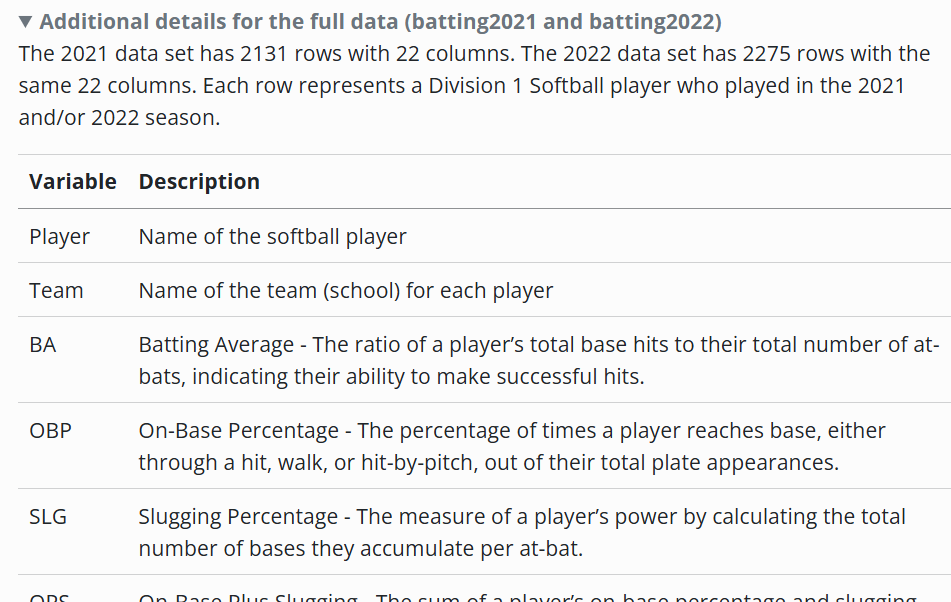 ▼ Additional details for the full data (batting2021 and batting2022)
The 2021 data set has 2131 rows with 22 columns. The 2022 data set has 2275 rows with the
same 22 columns. Each row represents a Division 1 Softball player who played in the 2021
and/or 2022 season.
Variable Description
Player Name of the softball player
Team Name of the team (school) for each player
BA Batting Average - The ratio of a player’s total base hits to their total number of at-
bats, indicating their ability to make successful hits.
OBP On-Base Percentage - The percentage of times a player reaches base, either
through a hit, walk, or hit-by-pitch, out of their total plate appearances.
SLG Slugging Percentage - The measure of a player’s power by calculating the total
number of bases they accumulate per at-bat.
OPS On-Base Plus Slugging - The sum of a player’s on-base percentage and slugging